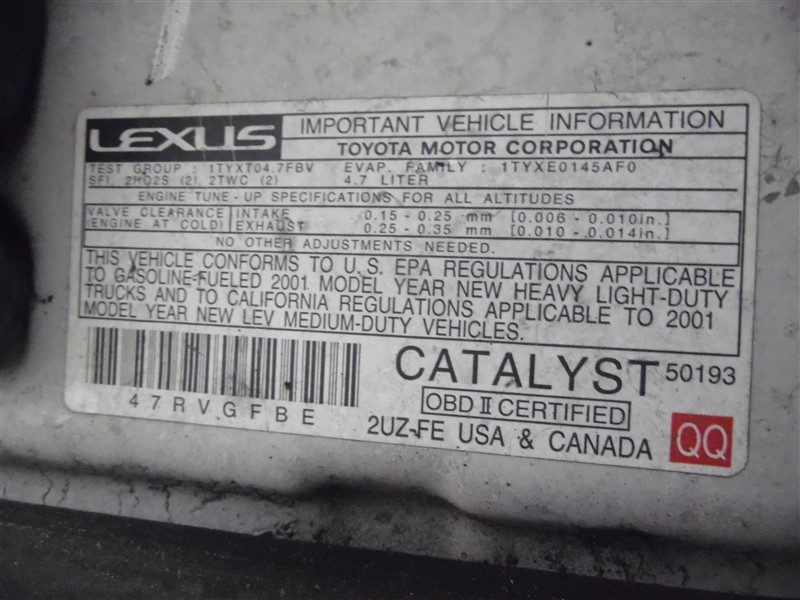 LEXUS IMPORTANT VEHICLE INFORMATION
TOYOTA MOTOR CORPORATION
TEST GROUP : 1TYXT04.7FBV EVAP. FAMILY : 1TYXE0145AF0
SFI, 2HO2S (2), 2TWC (2) 4.7 LITER
ENGINE TUNE - UP SPECIFICATIONS FOR ALL ALTITUDES
VALVE CLEARANCE INTAKE 0.15 - 0.25 mm [0.006 - 0.010in.]
(ENGINE AT COLD) EXHAUST 0.25 - 0.35 mm [0.010 - 0.014in.]
NO OTHER ADJUSTMENTS NEEDED.
THIS VEHICLE CONFORMS TO U.S. EPA REGULATIONS APPLICABLE
TO GASOLINE-FUELED 2001 MODEL YEAR NEW HEAVY LIGHT-DUTY
TRUCKS AND TO CALIFORNIA REGULATIONS APPLICABLE TO 2001
MODEL YEAR NEW LEV MEDIUM-DUTY VEHICLES.
CATALYST 50193
OBD II CERTIFIED
47RVGFBE
2UZ-FE USA & CANADA QQ